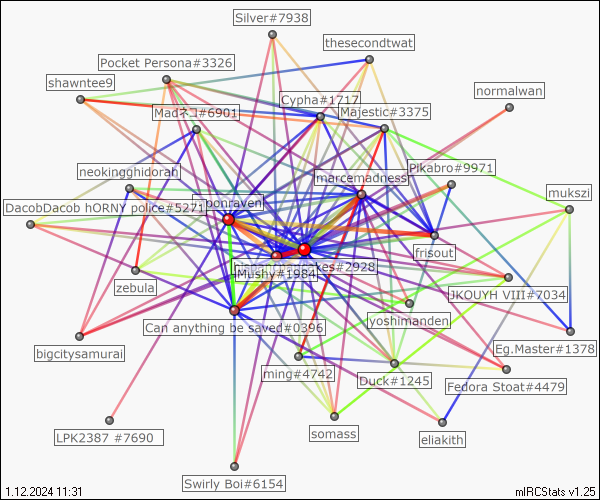 Silver#7938
thesecondtwat
Pocket Persona#3326
shawntee9
normalwan
Cypha#1717
Madネコ#6901
Majestic#3375
Pikabro#9971
neokingghidorah
marcemadness
mukszi
DacobDacob hORNY police#5271
frisout
Mushy#1984
#2928
zebula
JKOUYH VIII#7034
yoshimanden
Can anything be saved#0396
bigcitysamurai
Eg.Master#1378
ming#4742
Duck#1245
Fedora Stoat#4479
LPK2387 #7690
somass
eliakith
Swirly Boi#6154
1.12.2024 11:31
mIRCStats v1.25